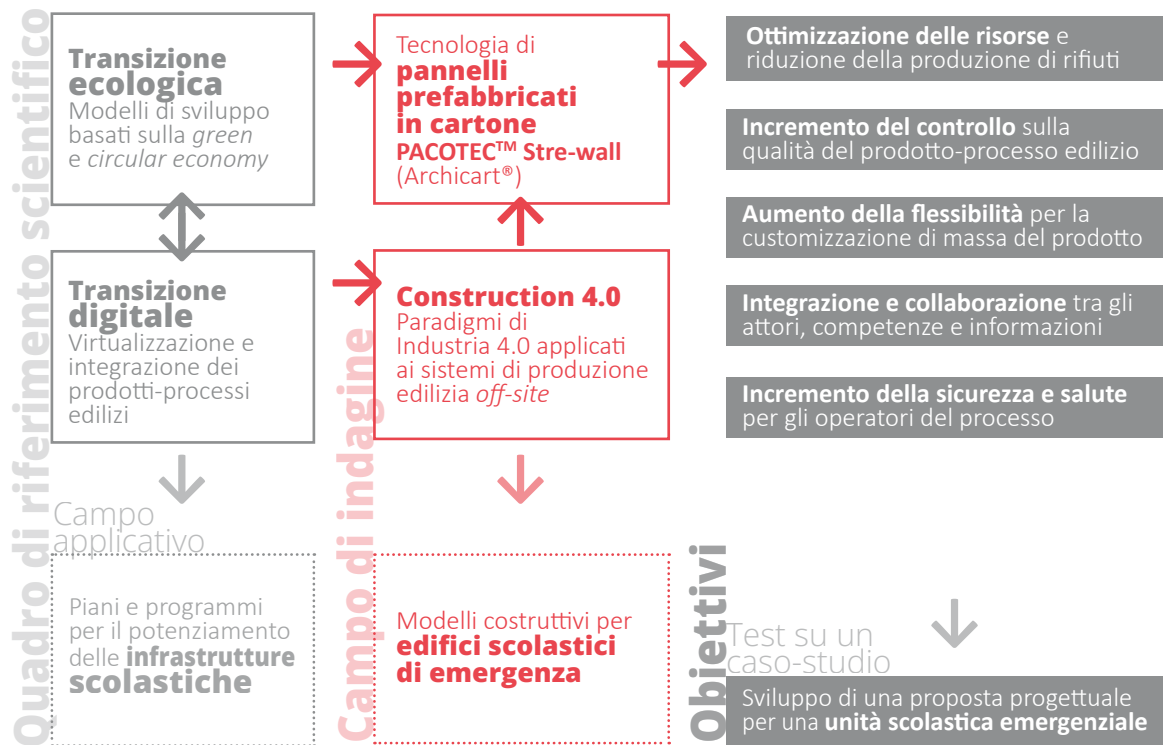 Quadro di riferimento scientifico
Transizione
ecologica
Modelli di sviluppo
basati sulla green
e circular economy
Transizione
digitale
Virtualizzazione e
integrazione dei
prodotti-processi
edilizi
Campo
applicativo
Piani e programmi
per il potenziamento
delle infrastrutture
scolastiche
Campo di indagine
Tecnologia di
pannelli
prefabbricati
in cartone
PACOTEC™ Stre-wall
(Archicart®)
Construction 4.0
Paradigmi di
Industria 4.0 applicati
ai sistemi di produzione
edilizia off-site
Modelli costruttivi per
edifici scolastici
di emergenza
Obiettivi
Ottimizzazione delle risorse e
riduzione della produzione di rifiuti
Incremento del controllo sulla
qualità del prodotto-processo edilizio
Aumento della flessibilità per la
customizzazione di massa del prodotto
Integrazione e collaborazione tra gli
attori, competenze e informazioni
Incremento della sicurezza e salute
per gli operatori del processo
Test su un
caso-studio
Sviluppo di una proposta progettuale
per una unità scolastica emergenziale